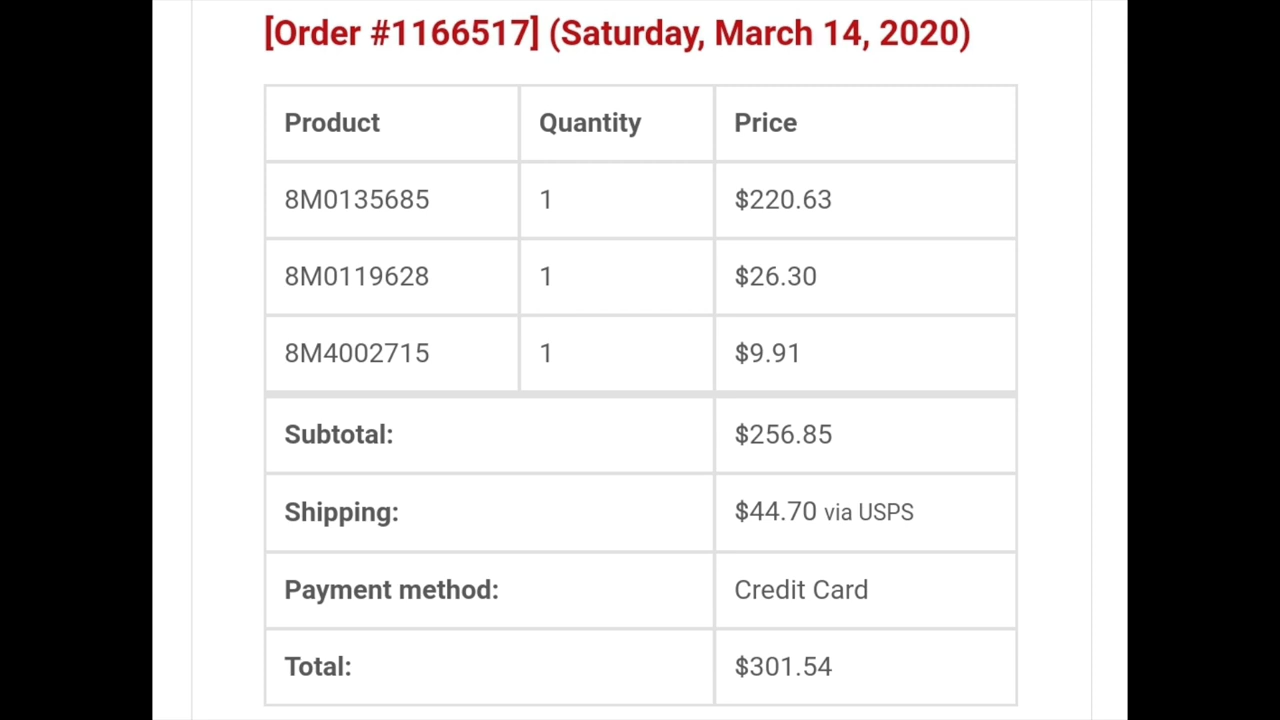 [Order #1166517] (Saturday, March 14, 2020)
Product Quantity Price
8M0135685 1 $220.63
8M0119628 1 $26.30
8M4002715 1 $9.91
Subtotal: $256.85
Shipping: $44.70 via USPS
Payment method: Credit Card
Total: $301.54